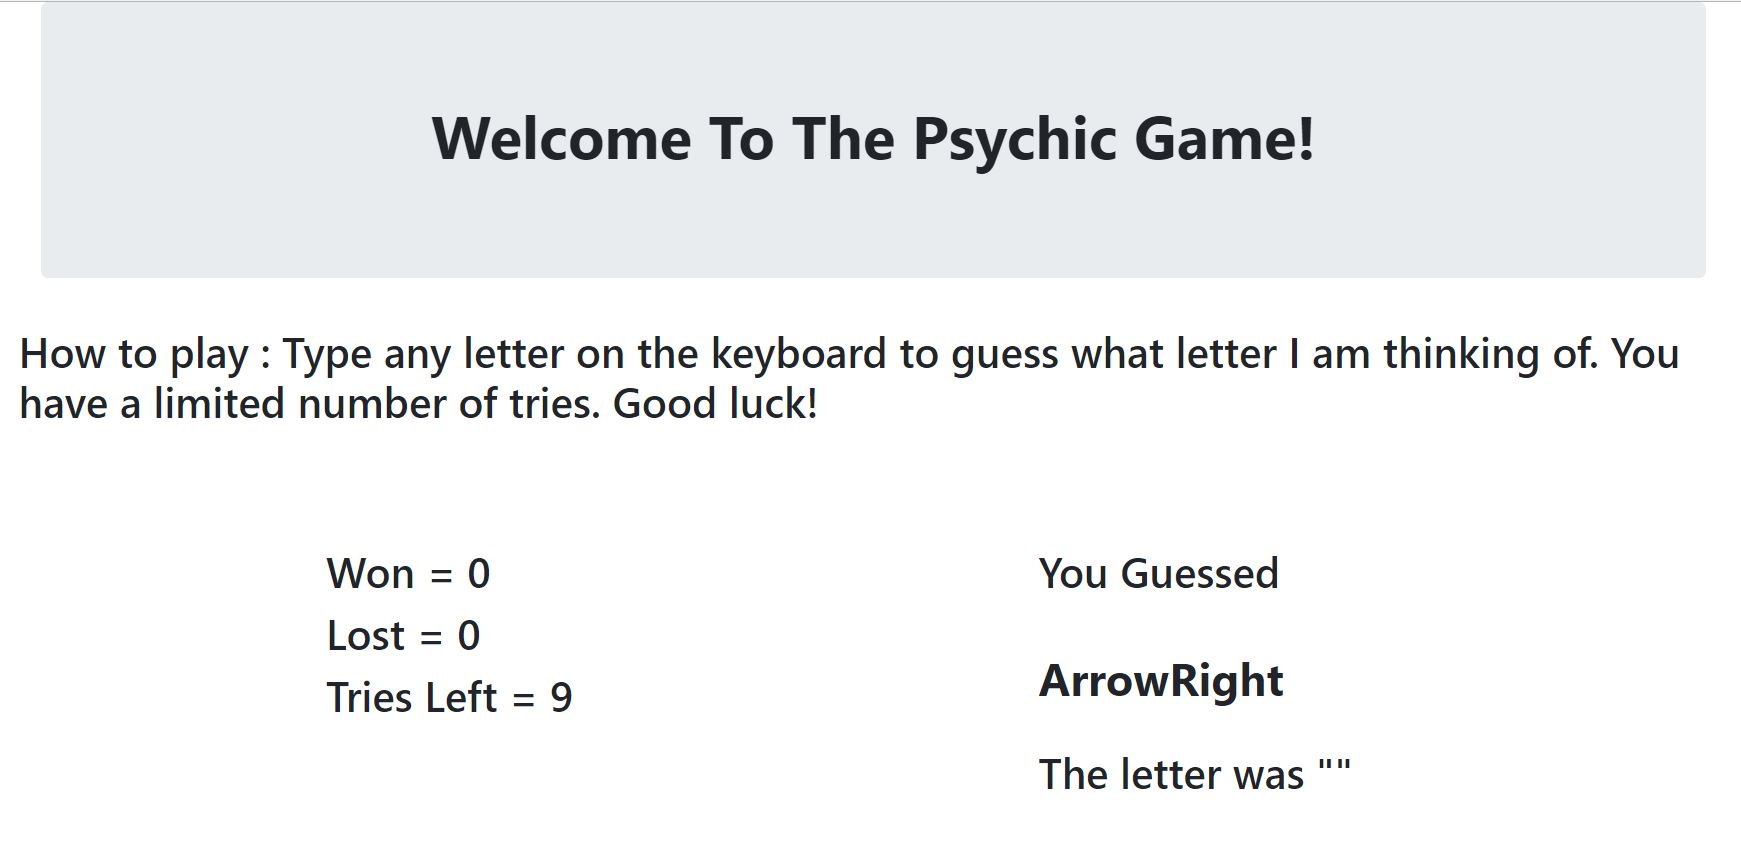 Welcome To The Psychic Game!
How to play : Type any letter on the keyboard to guess what letter I am thinking of. You
have a limited number of tries. Good luck!
Won = 0
Lost = 0
Tries Left = 9
You Guessed
ArrowRight
The letter was ""